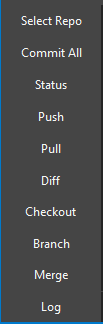 Select Repo
Commit All
Status
Push
Pull
Diff
Checkout
Branch
Merge
Log